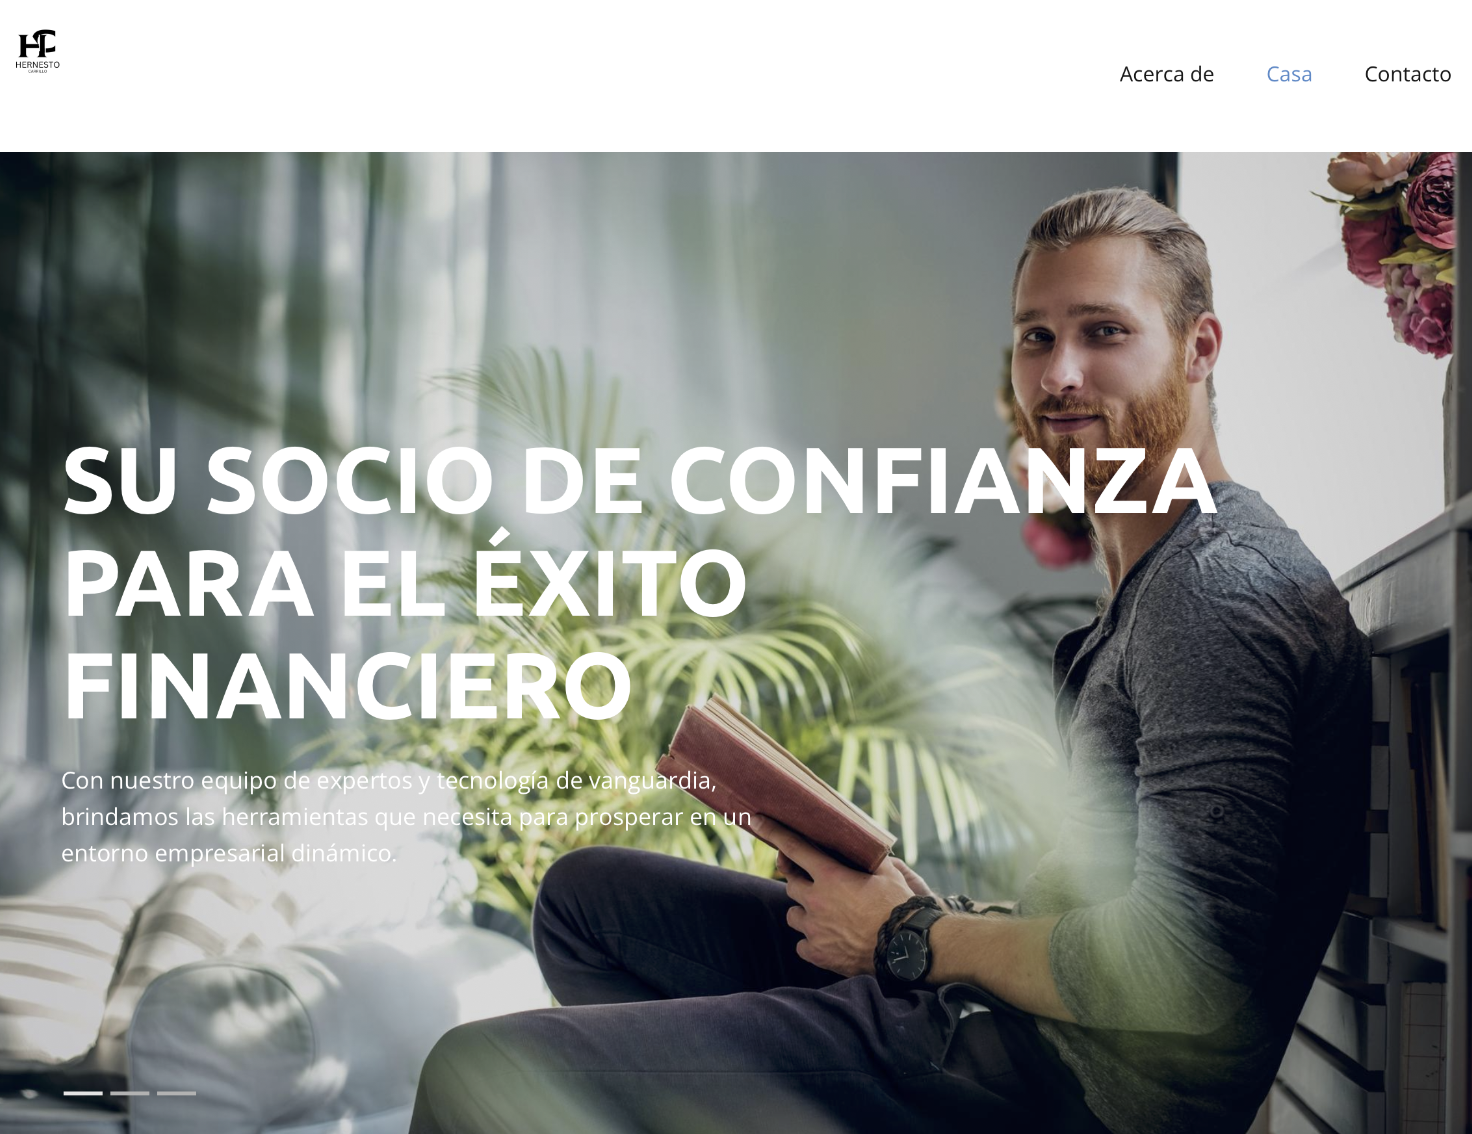 HC
HERNESTO
CARRILLO
Acerca de
Casa
Contacto
SU SOCIO DE CONFIANZA
PARA EL ÉXITO
FINANCIERO
Con nuestro equipo de expertos y tecnología de vanguardia,
brindamos las herramientas que necesita para prosperar en un
entorno empresarial dinámico.